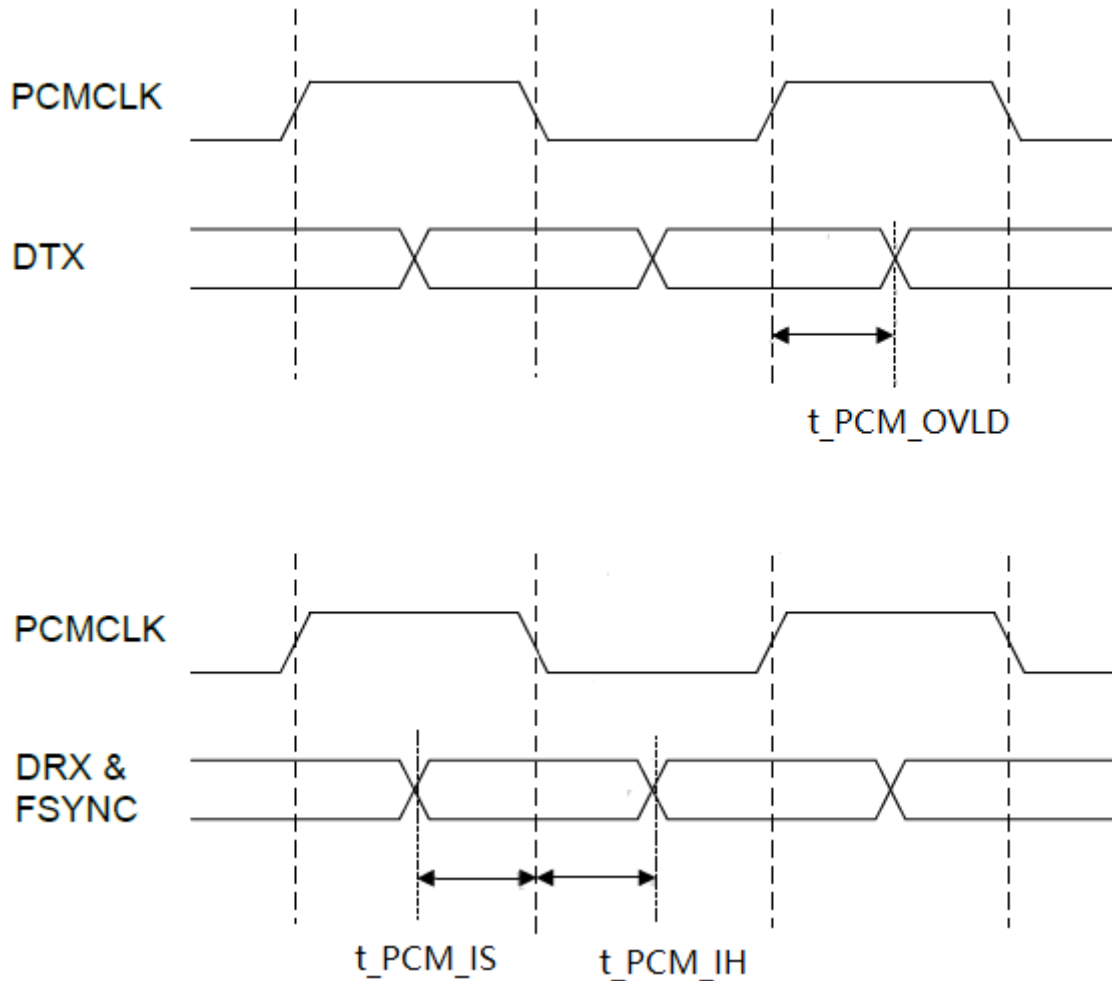 PCMCLK
DTX
t_PCM_OVLD
PCMCLK
DRX &
FSYNC
t_PCM_IS
t_PCM_IH